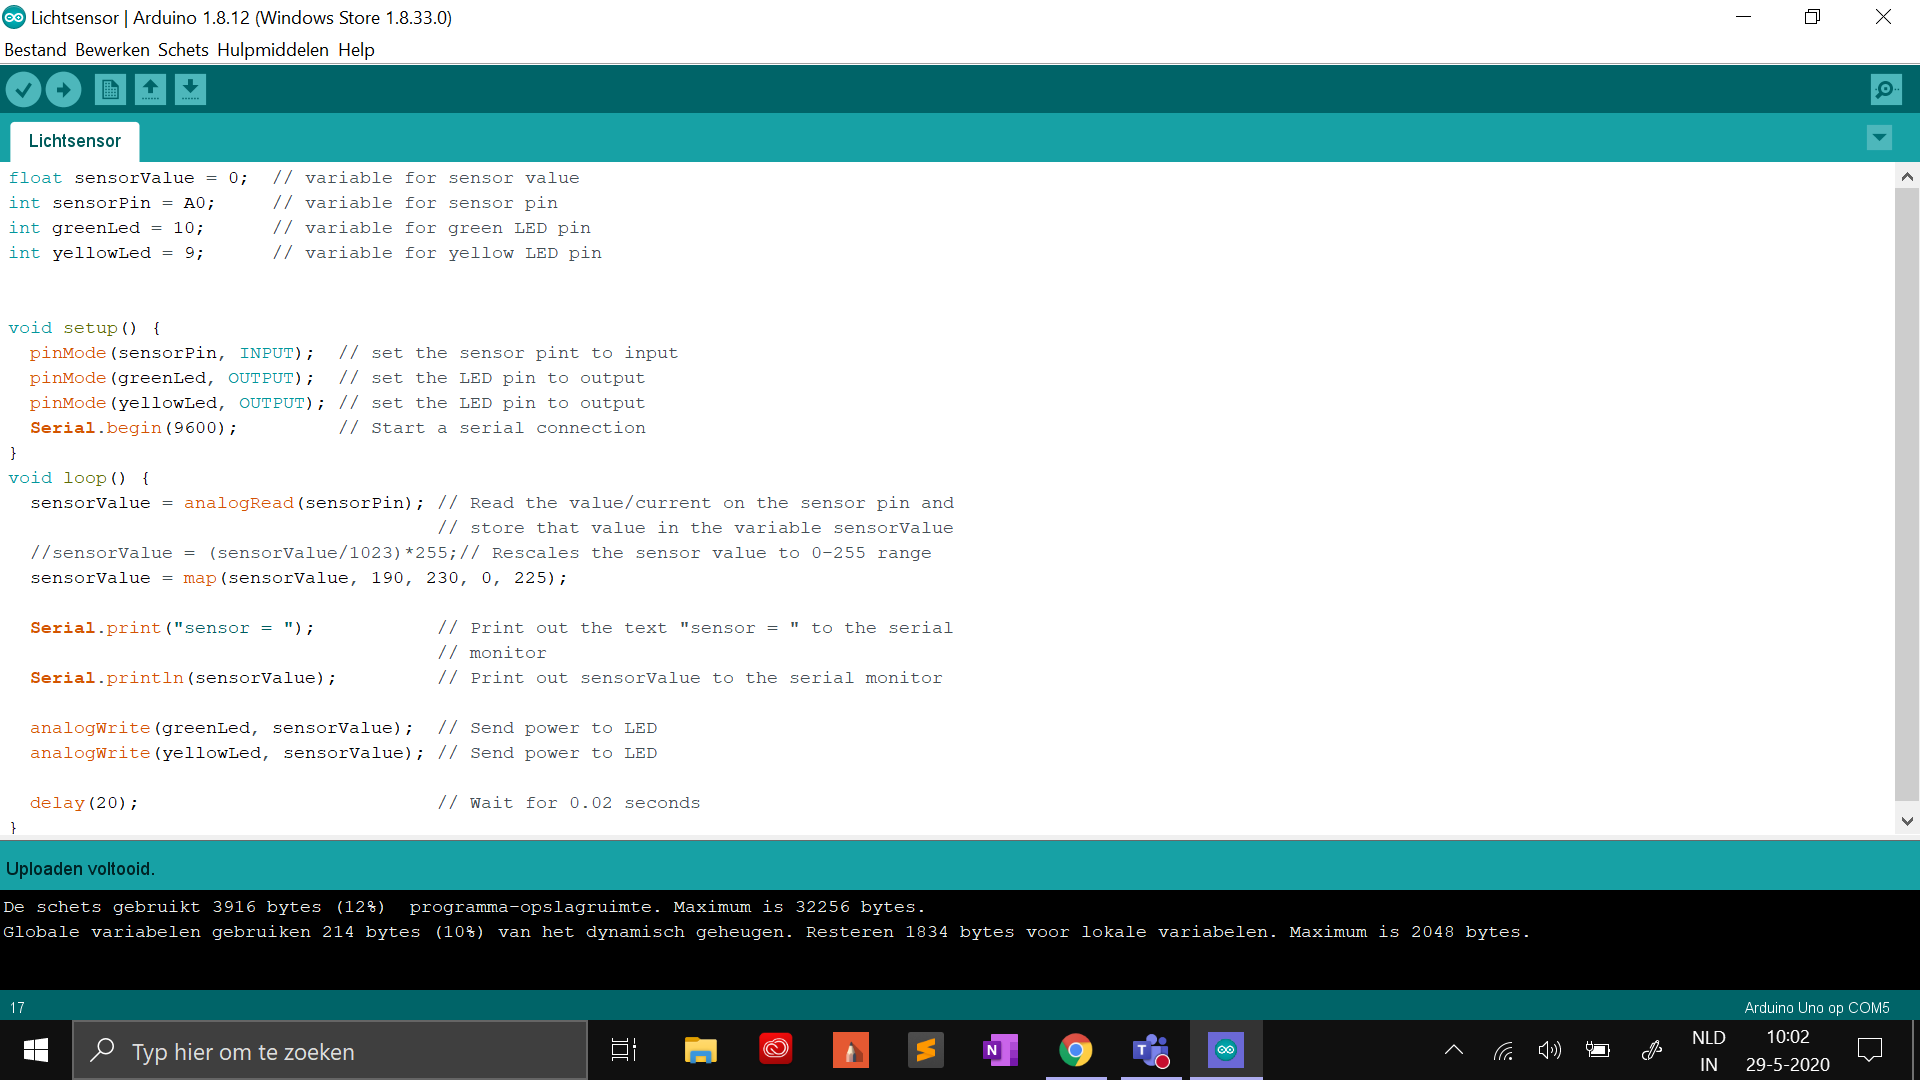 Lichtsensor | Arduino 1.8.12 (Windows Store 1.8.33.0)
Bestand Bewerken Schets Hulpmiddelen Help
Lichtsensor
float sensorValue = 0;  // variable for sensor value
int sensorPin = A0;     // variable for sensor pin
int greenLed = 10;      // variable for green LED pin
int yellowLed = 9;      // variable for yellow LED pin
void setup() {
  pinMode(sensorPin, INPUT);  // set the sensor pint to input
  pinMode(greenLed, OUTPUT);  // set the LED pin to output
  pinMode(yellowLed, OUTPUT); // set the LED pin to output
  Serial.begin(9600);         // Start a serial connection
}
void loop() {
  sensorValue = analogRead(sensorPin); // Read the value/current on the sensor pin and
                                       // store that value in the variable sensorValue
  //sensorValue = (sensorValue/1023)*255;// Rescales the sensor value to 0-255 range
  sensorValue = map(sensorValue, 190, 230, 0, 225);
  Serial.print("sensor = ");           // Print out the text "sensor = " to the serial
                                       // monitor
  Serial.println(sensorValue);         // Print out sensorValue to the serial monitor
  analogWrite(greenLed, sensorValue);  // Send power to LED
  analogWrite(yellowLed, sensorValue); // Send power to LED
  delay(20);                           // Wait for 0.02 seconds
}
Uploaden voltooid.
De schets gebruikt 3916 bytes (12%)  programma-opslagruimte. Maximum is 32256 bytes.
Globale variabelen gebruiken 214 bytes (10%) van het dynamisch geheugen. Resteren 1834 bytes voor lokale variabelen. Maximum is 2048 bytes.
17 Arduino Uno op COM5
Typ hier om te zoeken
N
T
NLD
IN
10:02
29-5-2020